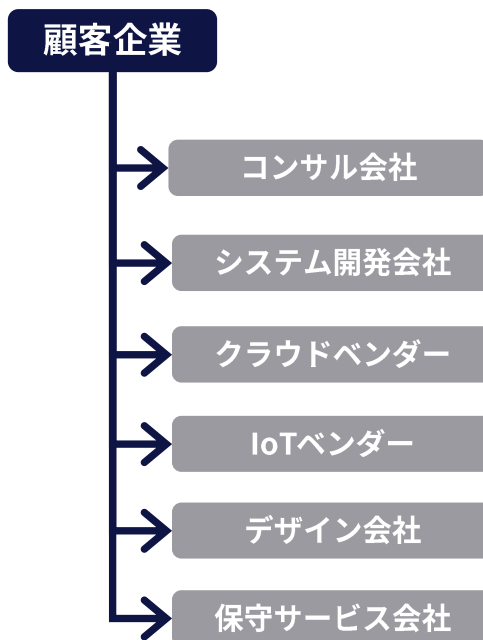 顧客企業
コンサル会社
システム開発会社
クラウドベンダー
IoTベンダー
デザイン会社
保守サービス会社